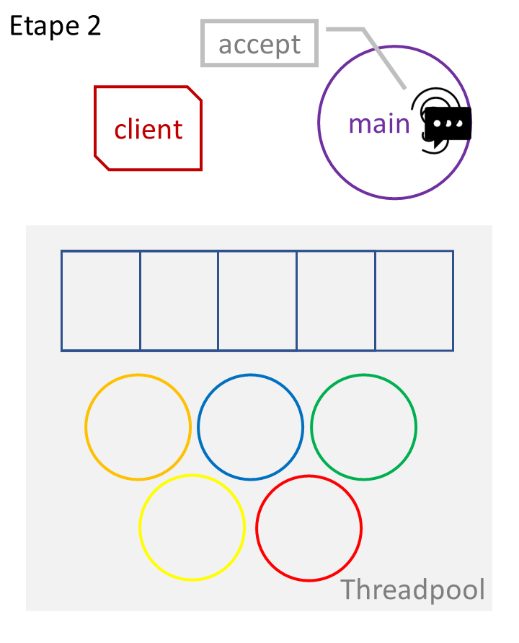 Etape 2
accept
client
main
Threadpool